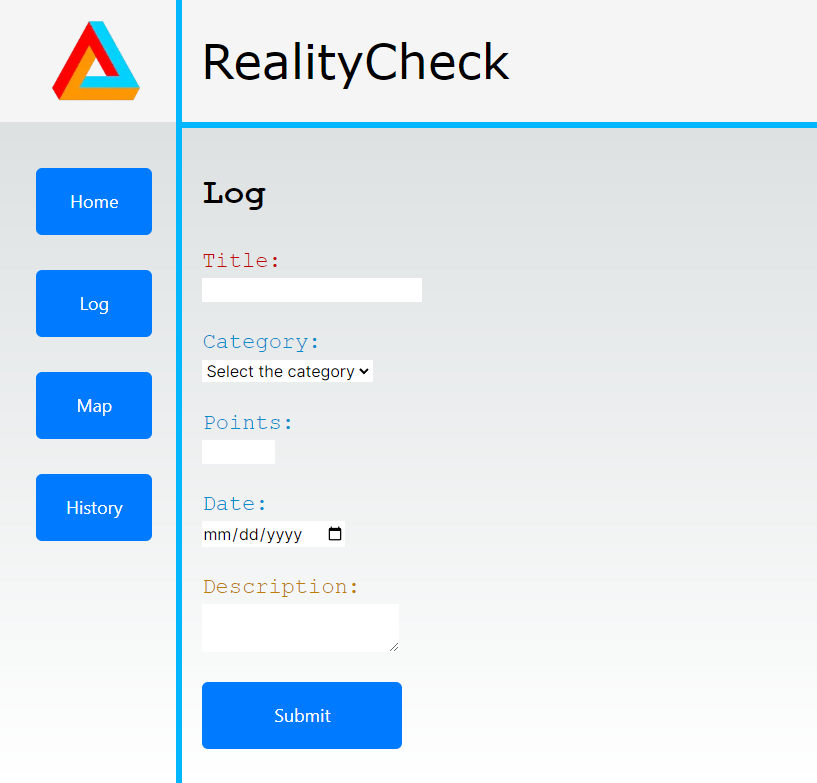 RealityCheck
Home
Log
Map
History
Log
Title:
Category:
Select the category
Points:
Date:
mm/dd/yyyy
Description:
Submit